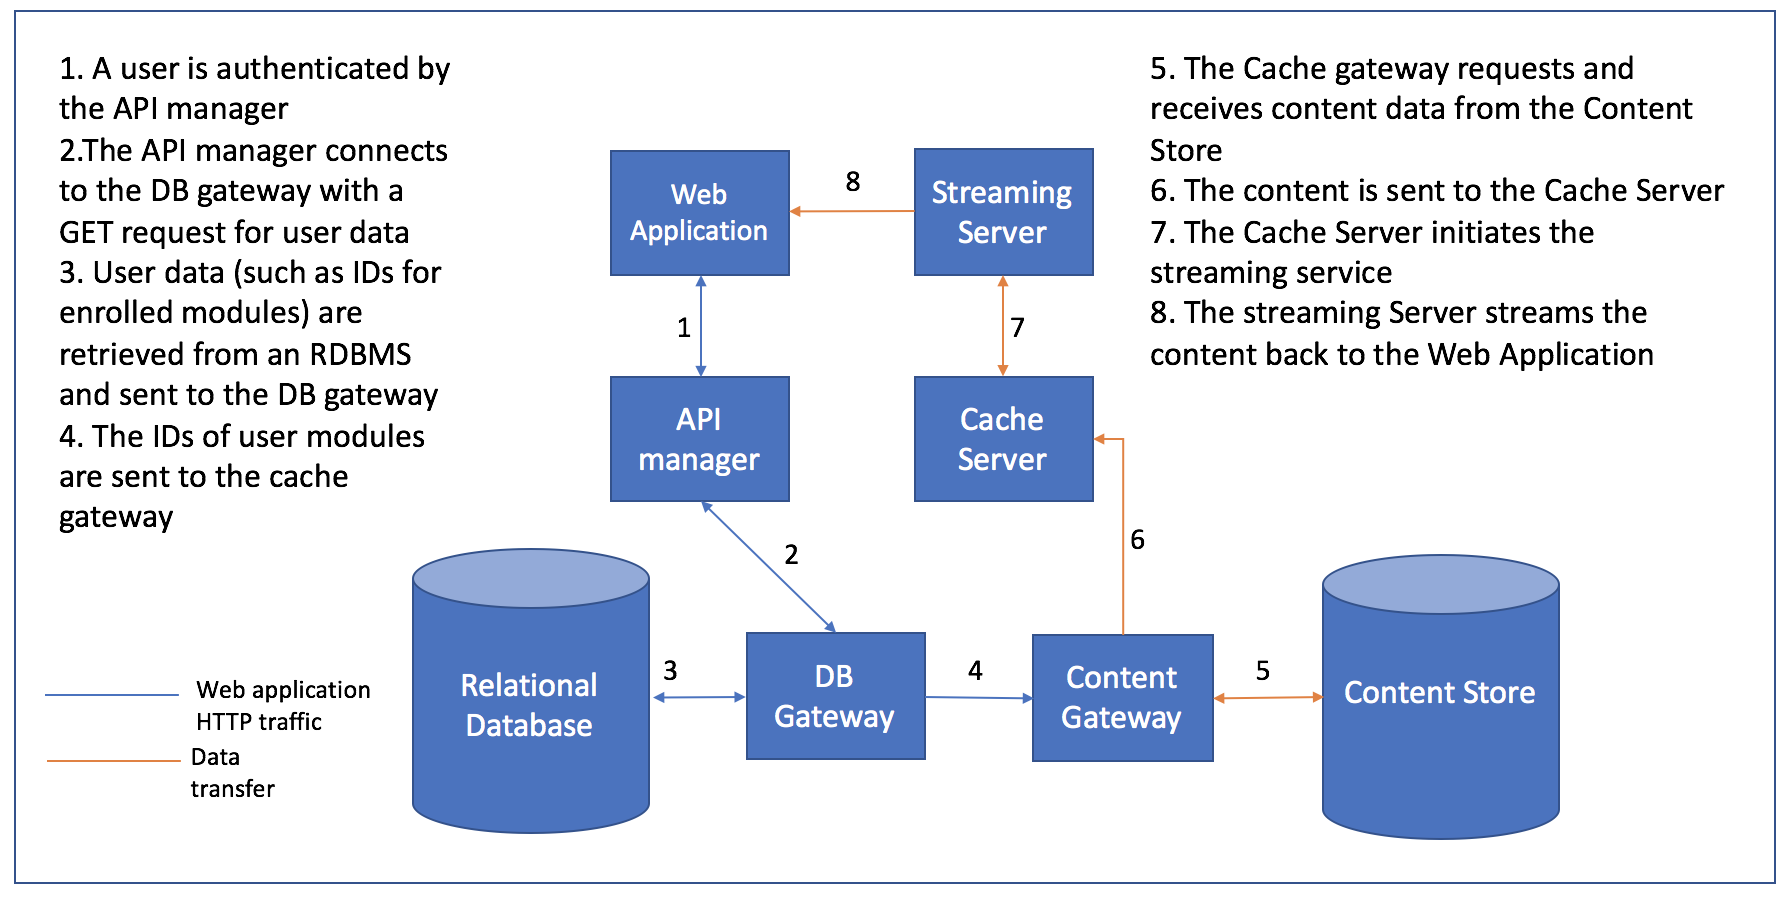 1. A user is authenticated by
the API manager
2.The API manager connects
to the DB gateway with a
GET request for user data
3. User data (such as IDs for
enrolled modules) are
retrieved from an RDBMS
and sent to the DB gateway
4. The IDs of user modules
are sent to the cache
gateway
5. The Cache gateway requests and
receives content data from the Content
Store
6. The content is sent to the Cache Server
7. The Cache Server initiates the
streaming service
8. The streaming Server streams the
content back to the Web Application
Web
Application
8
Streaming
Server
1
7
API
manager
Cache
Server
2
6
Relational
Database
3
DB
Gateway
4
Content
Gateway
5
Content Store
Web application
HTTP traffic
Data
transfer